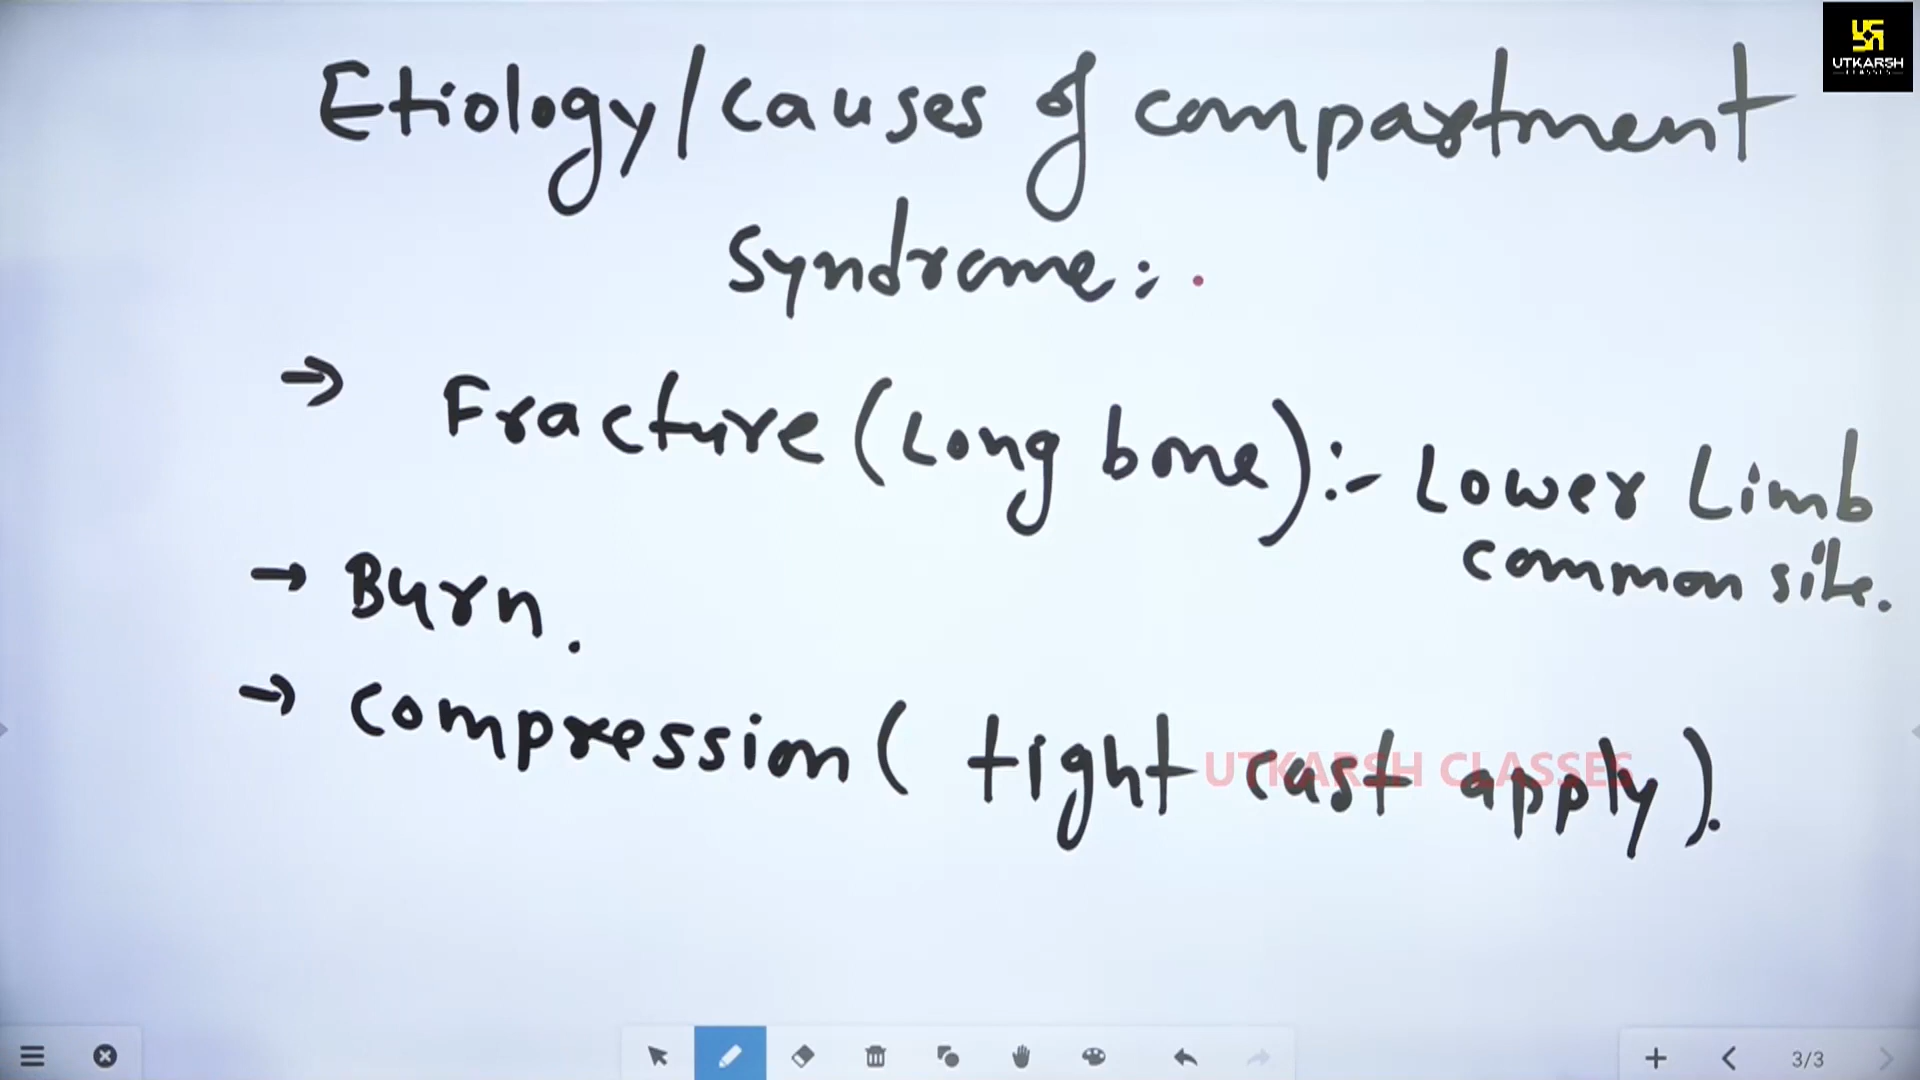 UTKARSH
CLASSES
Etiology/causes of compartment
Syndrome:
→ Fracture (Long bone):- Lower Limb
common site.
→ Burn.
→ compression ( tight cast apply).
UTKARSH CLASSES
3/3